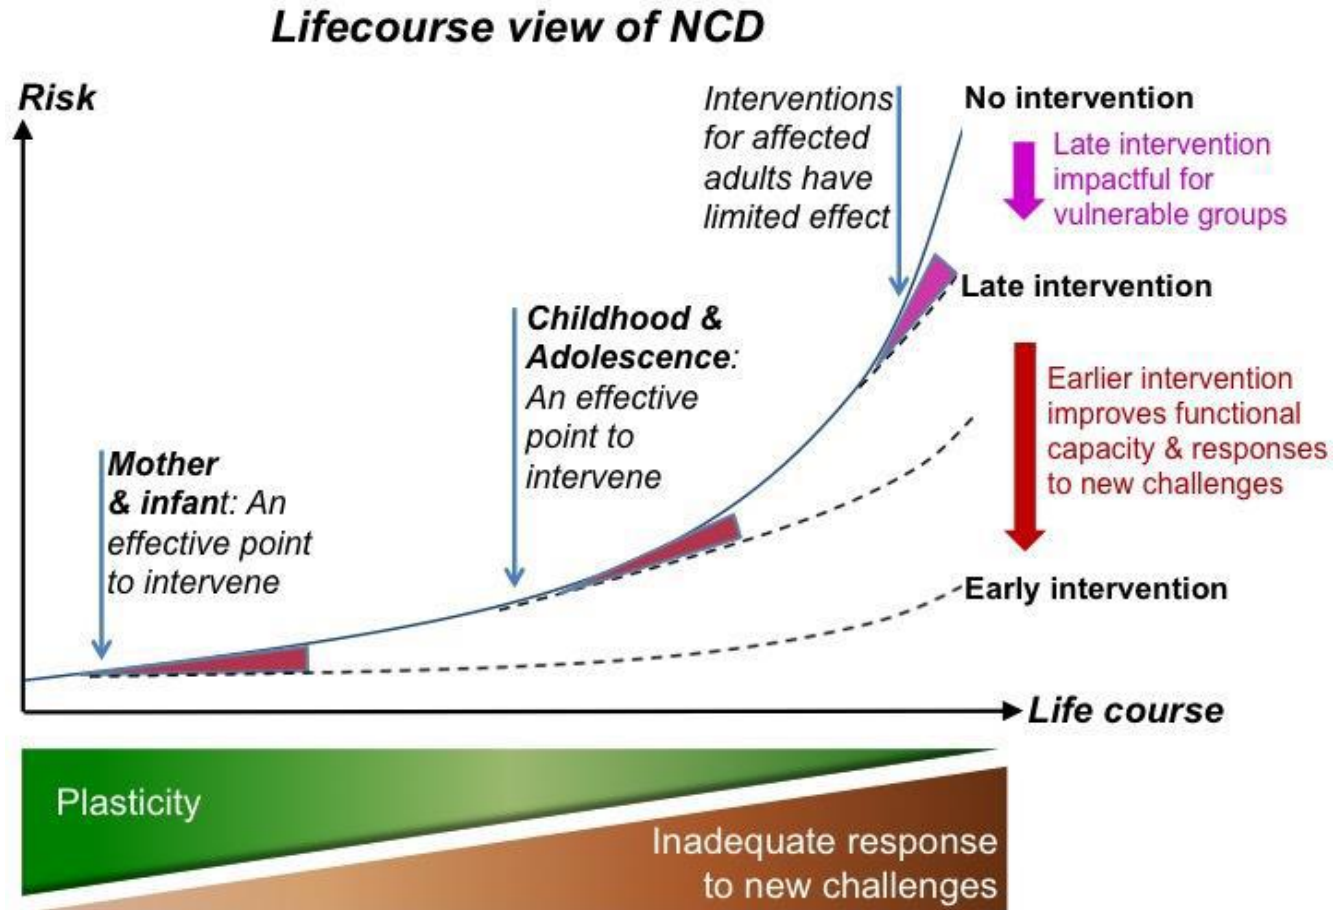 Lifecourse view of NCD
Risk
Interventions
for affected
adults have
limited effect
No intervention
Late intervention
impactful for
vulnerable groups
Late intervention
Childhood &
Adolescence:
An effective
point to
intervene
Earlier intervention
improves functional
capacity & responses
to new challenges
Mother
& infant: An
effective point
to intervene
Early intervention
Life course
Plasticity
Inadequate response
to new challenges